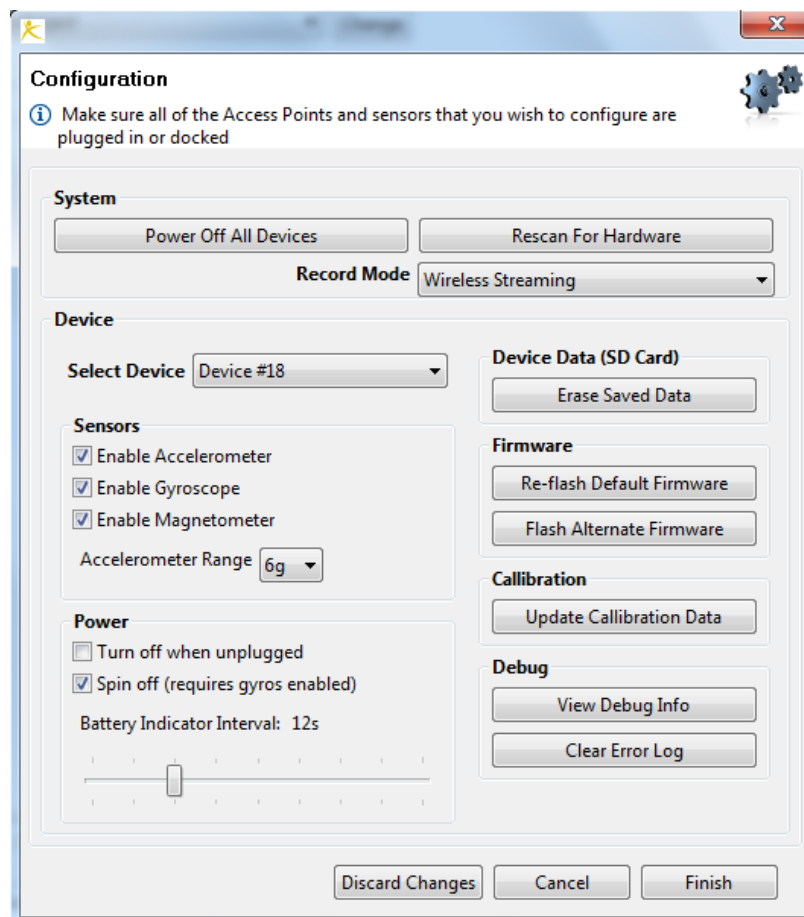 Configuration
Make sure all of the Access Points and sensors that you wish to configure are
plugged in or docked
System
Power Off All Devices
Rescan For Hardware
Record Mode Wireless Streaming
Device
Select Device Device #18
Sensors
Enable Accelerometer
Enable Gyroscope
Enable Magnetometer
Accelerometer Range 6g
Power
Turn off when unplugged
Spin off (requires gyros enabled)
Battery Indicator Interval: 12s
Device Data (SD Card)
Erase Saved Data
Firmware
Re-flash Default Firmware
Flash Alternate Firmware
Callibration
Update Callibration Data
Debug
View Debug Info
Clear Error Log
Discard Changes
Cancel
Finish